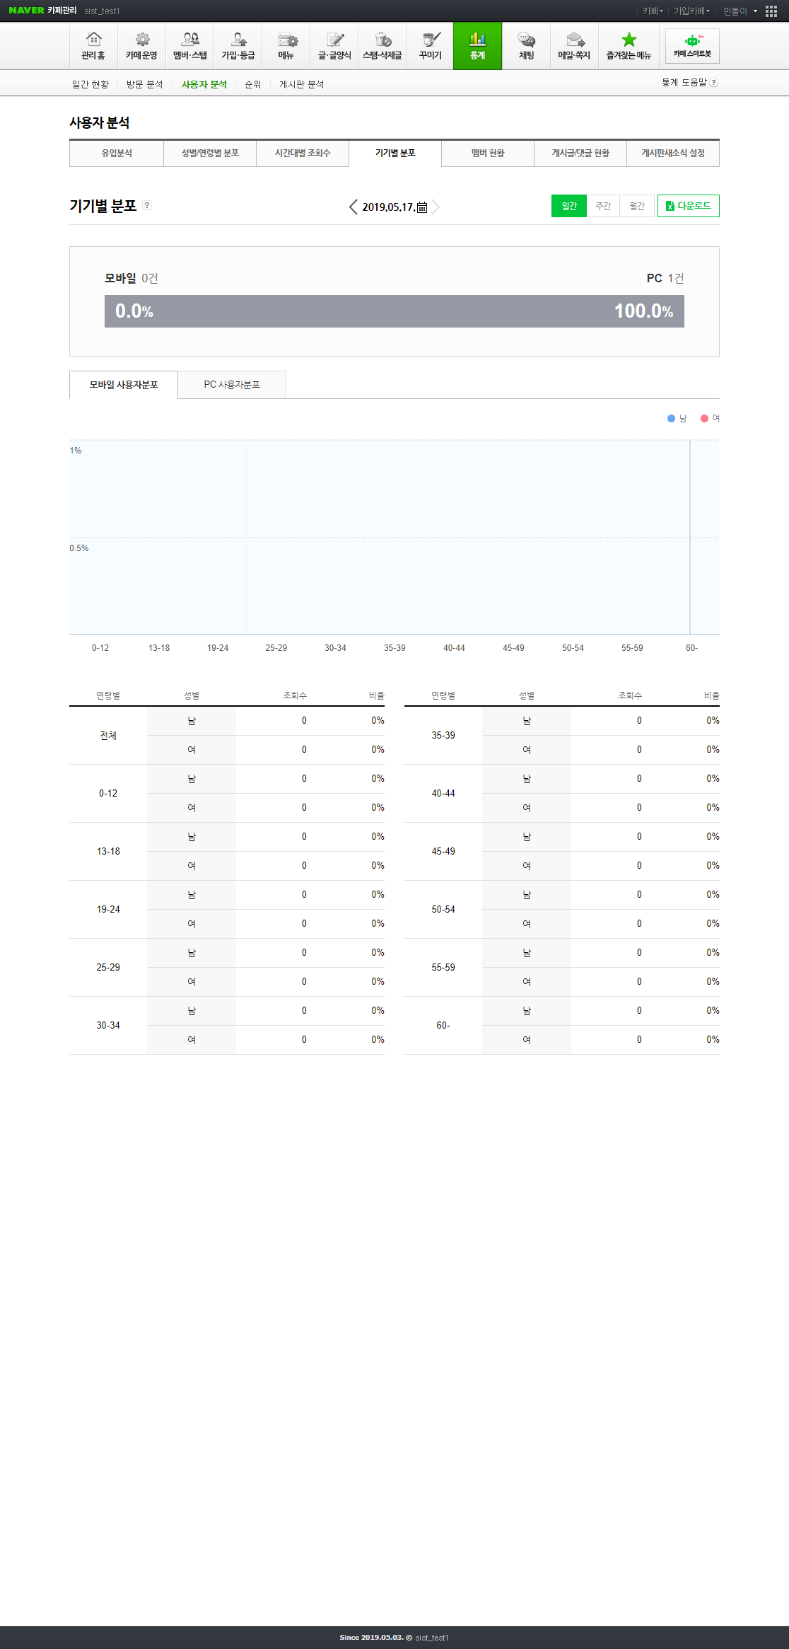 NAVER 카페관리 sist_test1 카페 가입카페 만돌이
관리 홈 카페 운영 멤버·스탭 가입·등급 메뉴 글·글양식 스팸·삭제글 꾸미기 통계 채팅 메일·쪽지 즐겨찾는 메뉴 카페 스마트봇
일간 현황 방문 분석 사용자 분석 순위 게시판 분석 통계 도움말 ?
사용자 분석
유입분석 성별/연령별 분포 시간대별 조회수 기기별 분포 멤버 현황 게시글/댓글 현황 게시판새소식 설정
기기별 분포 ? 2019.05.17. 일간 주간 월간 다운로드
모바일 0건 PC 1건
0.0% 100.0%
모바일 사용자분포 PC 사용자분포
남 여
1%
0.5%
0-12 13-18 19-24 25-29 30-34 35-39 40-44 45-49 50-54 55-59 60-
연령별 성별 조회수 비율 연령별 성별 조회수 비율
남 0 0% 남 0 0%
전체 35-39
여 0 0% 여 0 0%
남 0 0% 남 0 0%
0-12 40-44
여 0 0% 여 0 0%
남 0 0% 남 0 0%
13-18 45-49
여 0 0% 여 0 0%
남 0 0% 남 0 0%
19-24 50-54
여 0 0% 여 0 0%
남 0 0% 남 0 0%
25-29 55-59
여 0 0% 여 0 0%
남 0 0% 남 0 0%
30-34 60-
여 0 0% 여 0 0%
Since 2019.05.03. © sist_test1